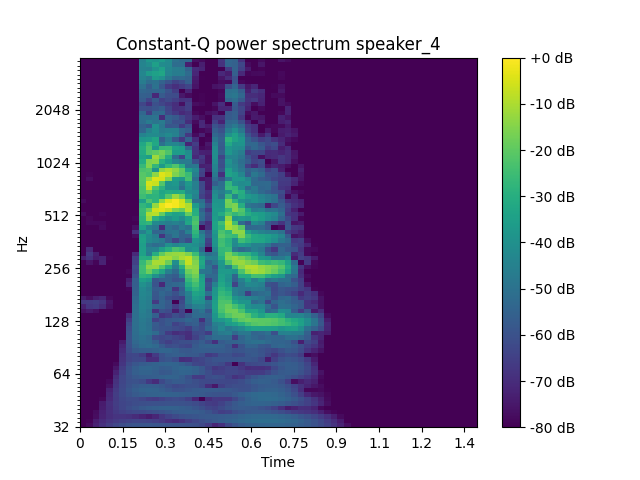 Constant-Q power spectrum speaker_4
Hz
2048
1024
512
256
128
64
32
0 0.15 0.3 0.45 0.6 0.75 0.9 1.1 1.2 1.4
Time
+0 dB
-10 dB
-20 dB
-30 dB
-40 dB
-50 dB
-60 dB
-70 dB
-80 dB